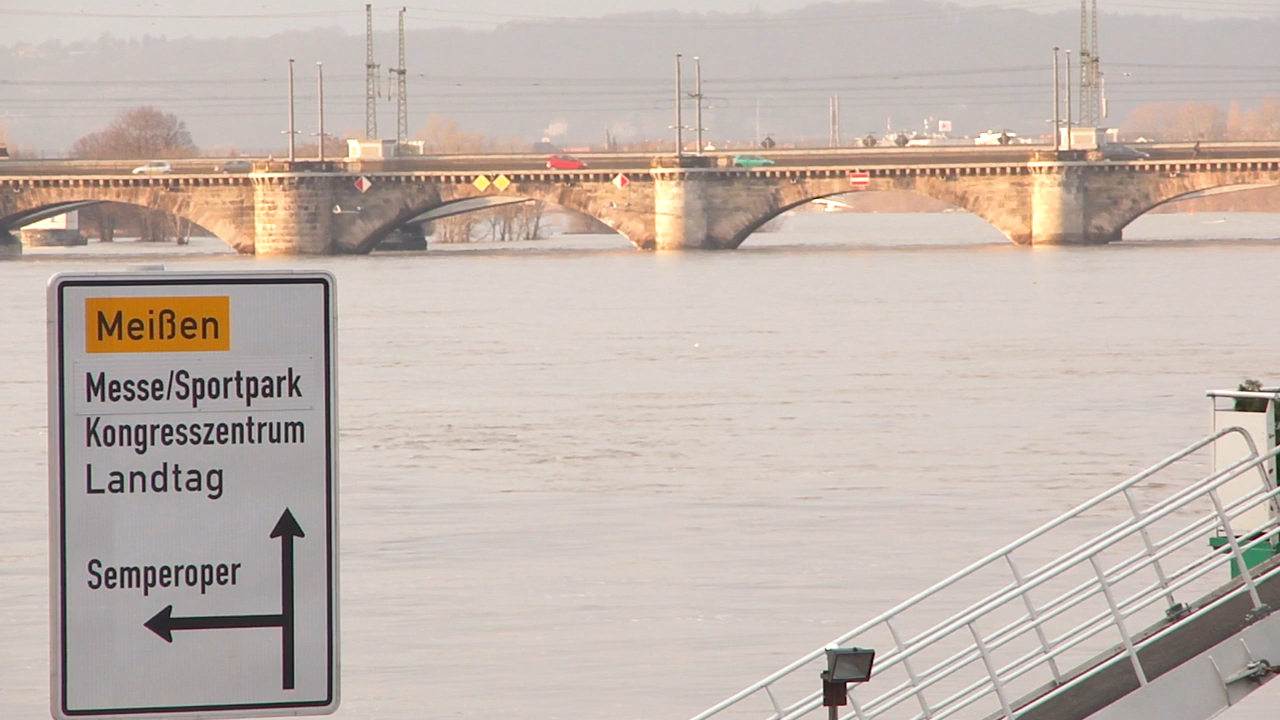 Meißen
Messe/Sportpark
Kongresszentrum
Landtag
Semperoper